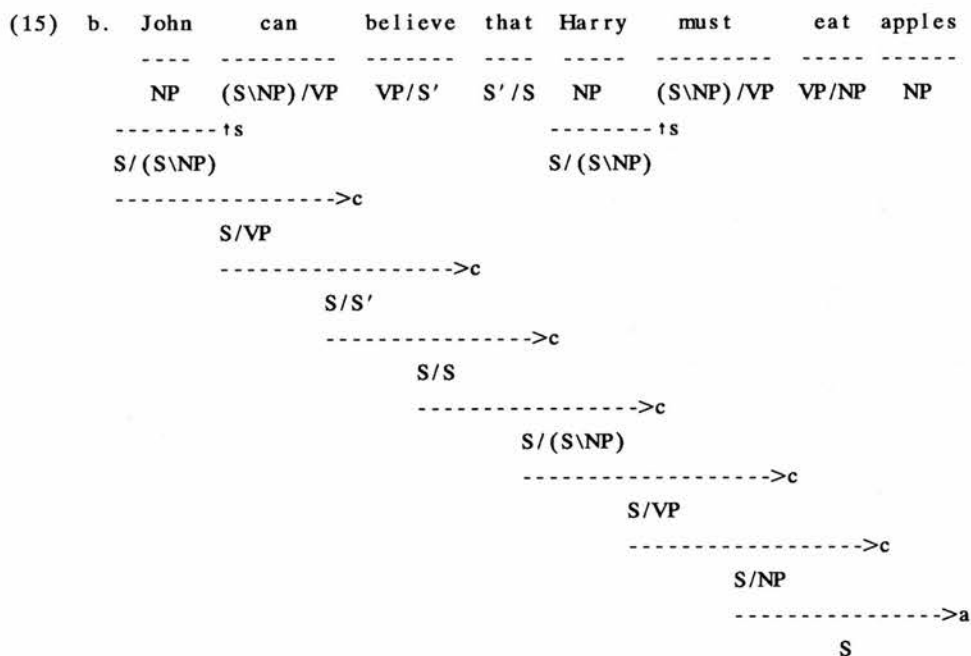 (15) b. John can believe that Harry must eat apples
---- --------- ------- ---- ----- --------- ----- ------
NP (S\NP)/VP VP/S' S'/S NP (S\NP)/VP VP/NP NP
--------↑s --------↑s
S/(S\NP) S/(S\NP)
----------------->c
S/VP
------------------>c
S/S'
---------------->c
S/S
----------------->c
S/(S\NP)
-------------------->c
S/VP
------------------->c
S/NP
---------------->a
S